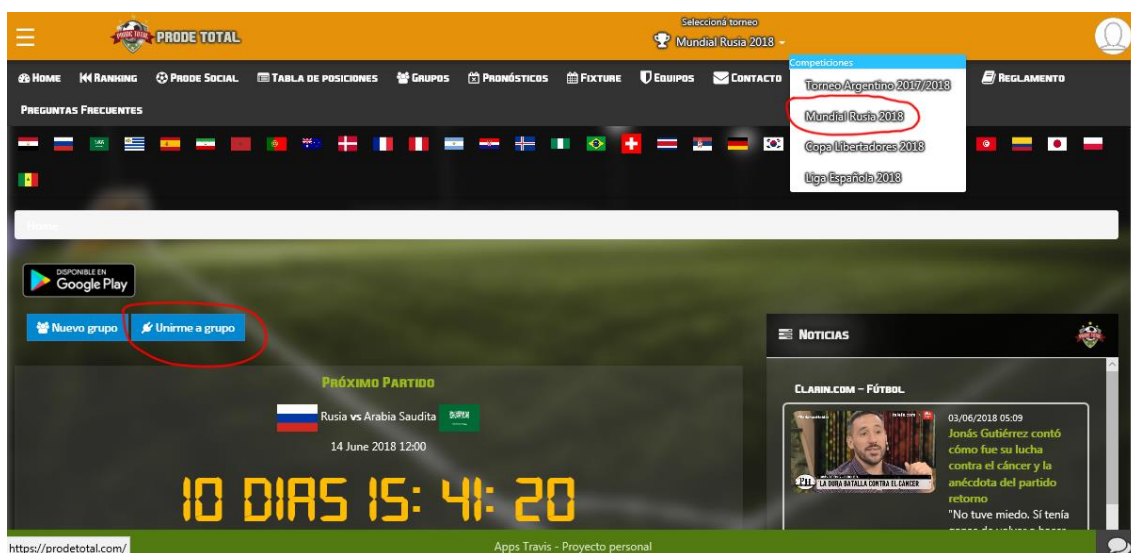 Seleccioná torneo
PRODE TOTAL
Mundial Rusia 2018
Competiciones
Torneo Argentino 2017/2018
Mundial Rusia 2018
Copa Libertadores 2018
Liga Española 2018
Home Ranking Prode Social Tabla de posiciones Grupos Pronósticos Fixture Equipos Contacto Reglamento
Preguntas Frecuentes
Home
DISPONIBLE EN
Google Play
Nuevo grupo Unirme a grupo
Noticias
Próximo Partido
Rusia vs Arabia Saudita
14 June 2018 12:00
10 DIAS 15: 41: 20
Clarin.com – Fútbol
03/06/2018 05:09
Jonás Gutiérrez contó
cómo fue su lucha
contra el cáncer y la
anécdota del partido
retorno
"No tuve miedo. Sí tenía
LA DURA BATALLA CONTRA EL CÁNCER
https://prodetotal.com/
Apps Travis - Proyecto personal